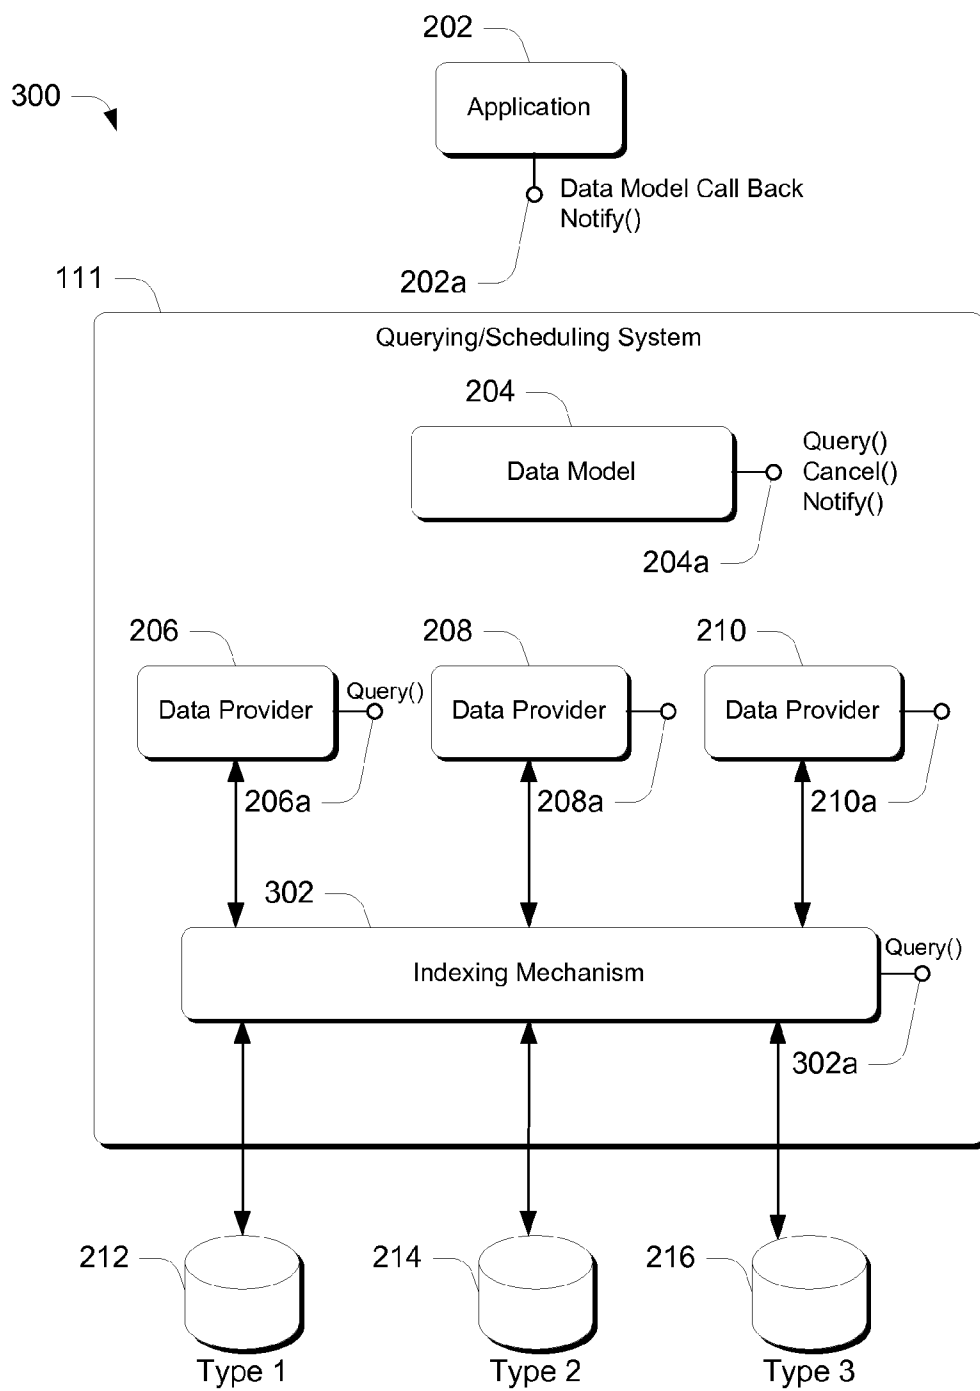 202
300
Application
Data Model Call Back
Notify()
202a
111
Querying/Scheduling System
204
Data Model
Query()
Cancel()
Notify()
204a
206
208
210
Data Provider
Query()
Data Provider
Data Provider
206a
208a
210a
302
Indexing Mechanism
Query()
302a
212
214
216
Type 1
Type 2
Type 3